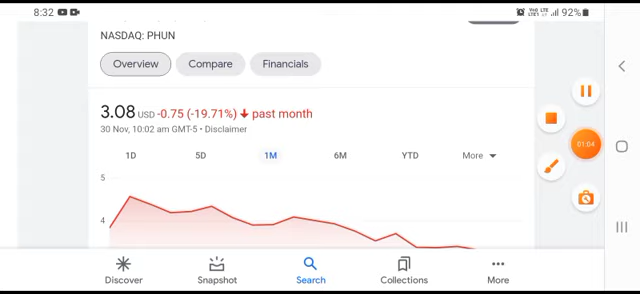 8:32
92%
NASDAQ: PHUN
Overview Compare Financials
3.08 USD -0.75 (-19.71%) past month
30 Nov, 10:02 am GMT-5 • Disclaimer
1D 5D 1M 6M YTD More
5
4
01:04
Discover Snapshot Search Collections More